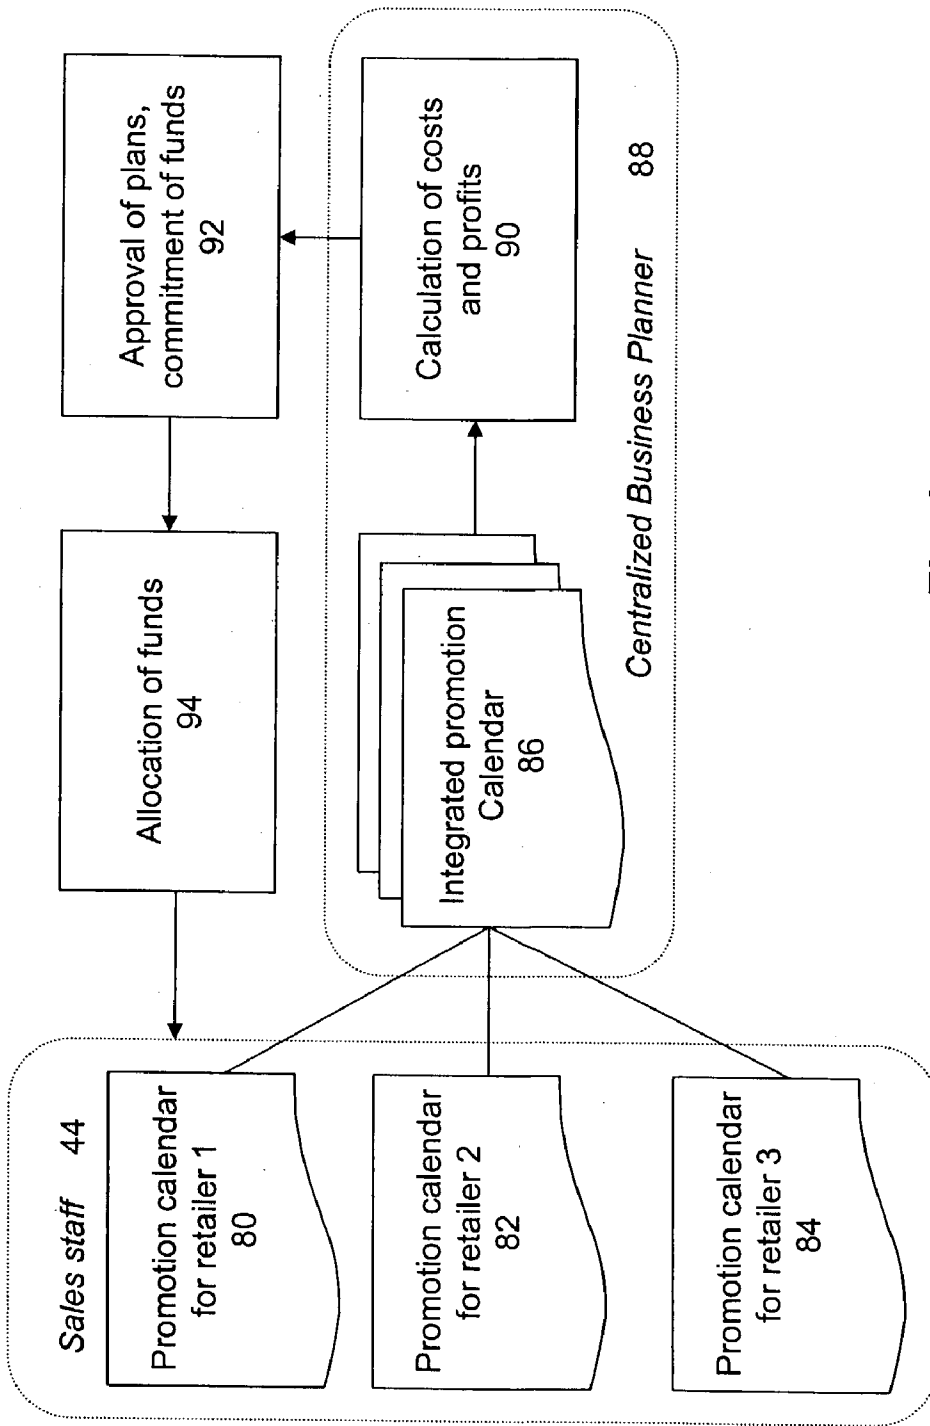 Sales staff 44
Promotion calendar
for retailer 1
80
Promotion calendar
for retailer 2
82
Promotion calendar
for retailer 3
84
Allocation of funds
94
Approval of plans,
commitment of funds
92
Integrated promotion
Calendar
86
Calculation of costs
and profits
90
Centralized Business Planner 88